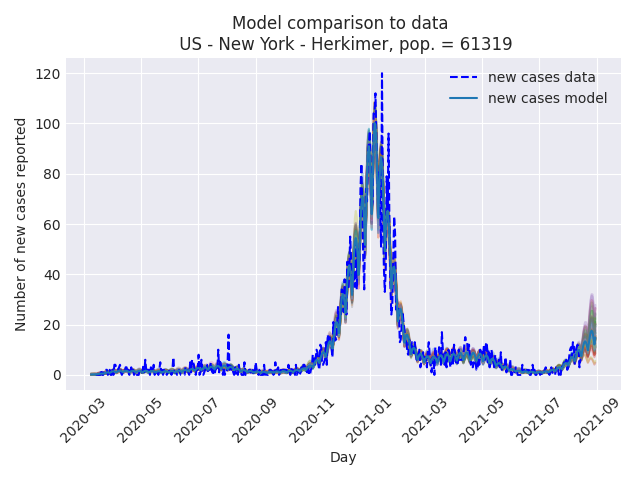 Model comparison to data
US - New York - Herkimer, pop. = 61319
new cases data
new cases model
Number of new cases reported
120
100
80
60
40
20
0
2020-03
2020-05
2020-07
2020-09
2020-11
2021-01
2021-03
2021-05
2021-07
2021-09
Day